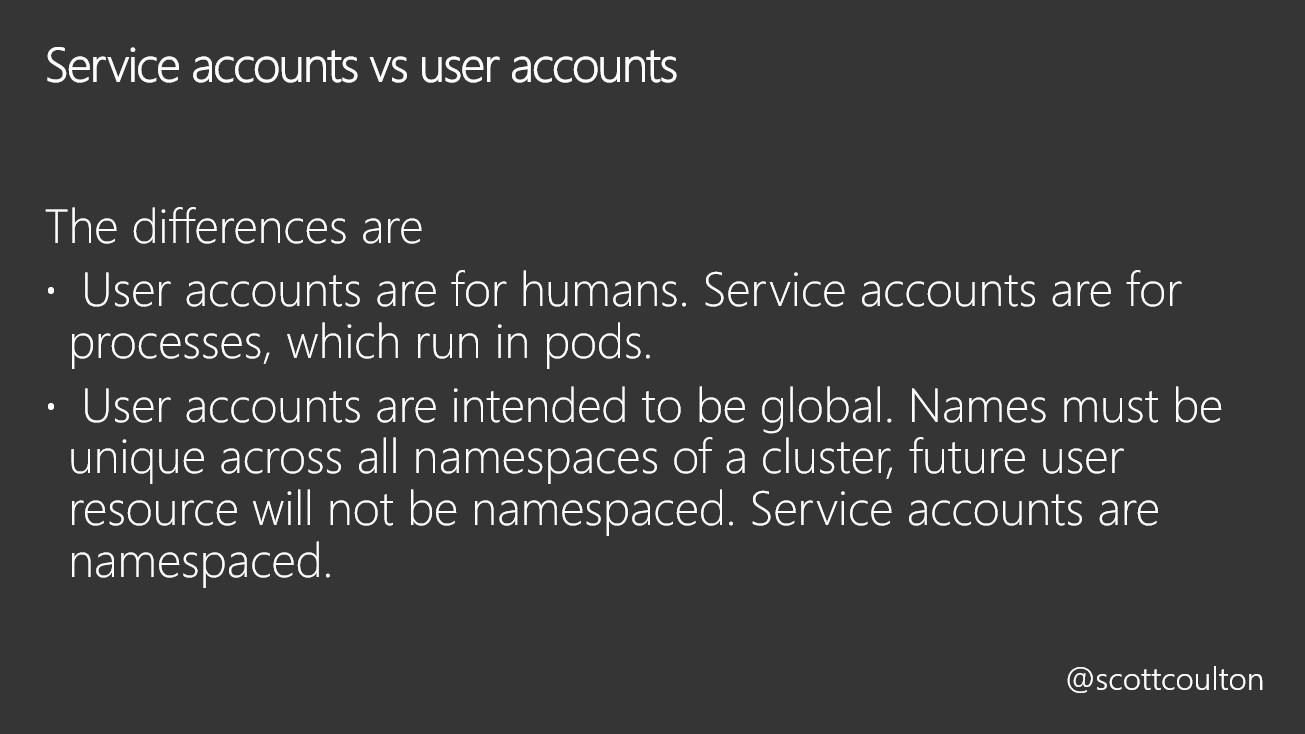 Service accounts vs user accounts
The differences are
• User accounts are for humans. Service accounts are for
processes, which run in pods.
• User accounts are intended to be global. Names must be
unique across all namespaces of a cluster, future user
resource will not be namespaced. Service accounts are
namespaced.
@scottcoulton